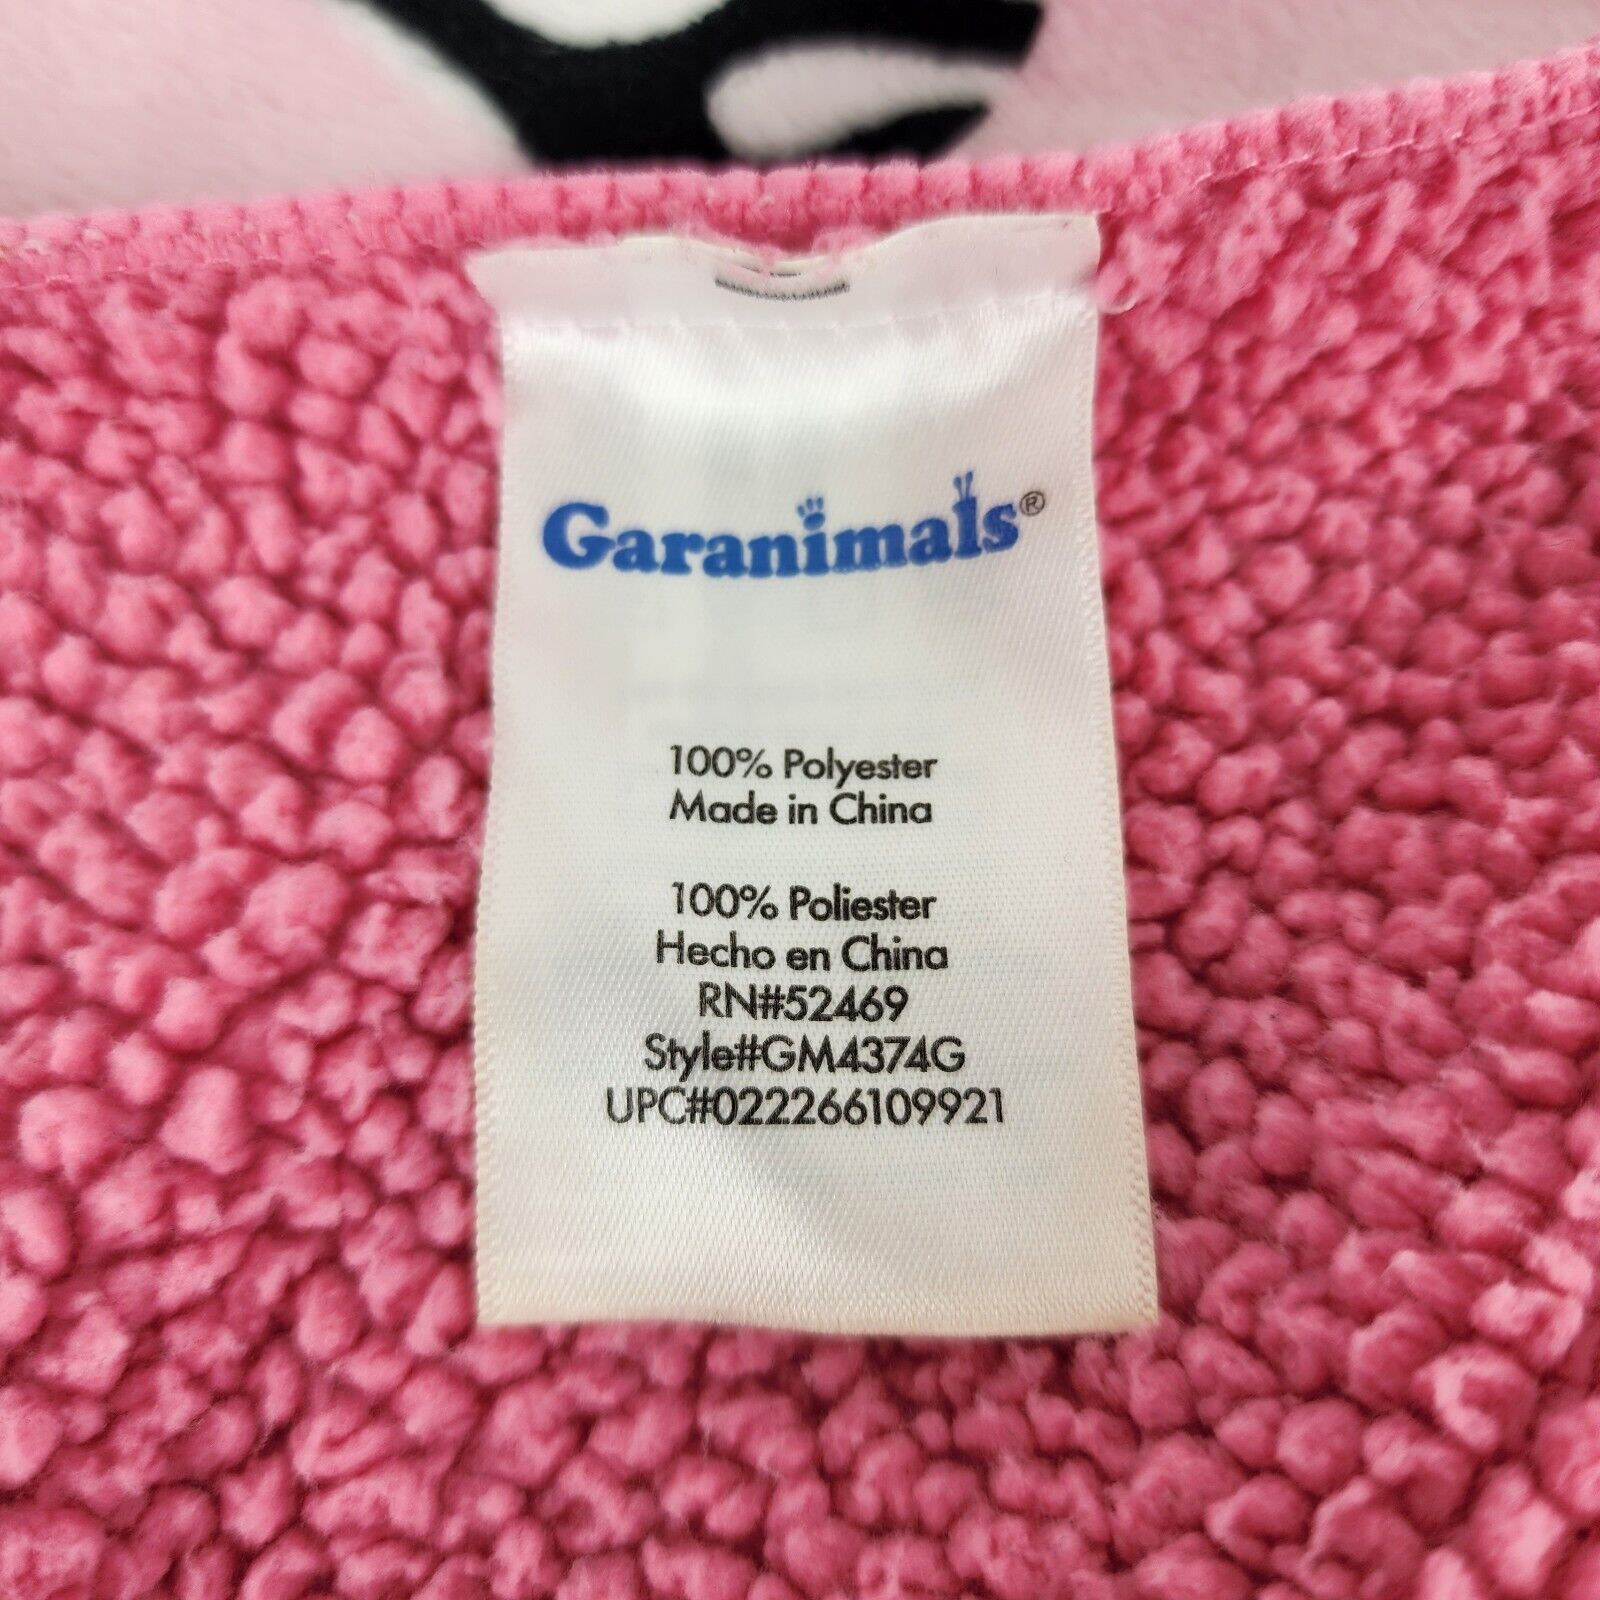 Garanimals®
100% Polyester
Made in China
100% Poliester
Hecho en China
RN#52469
Style#GM4374G
UPC#022266109921